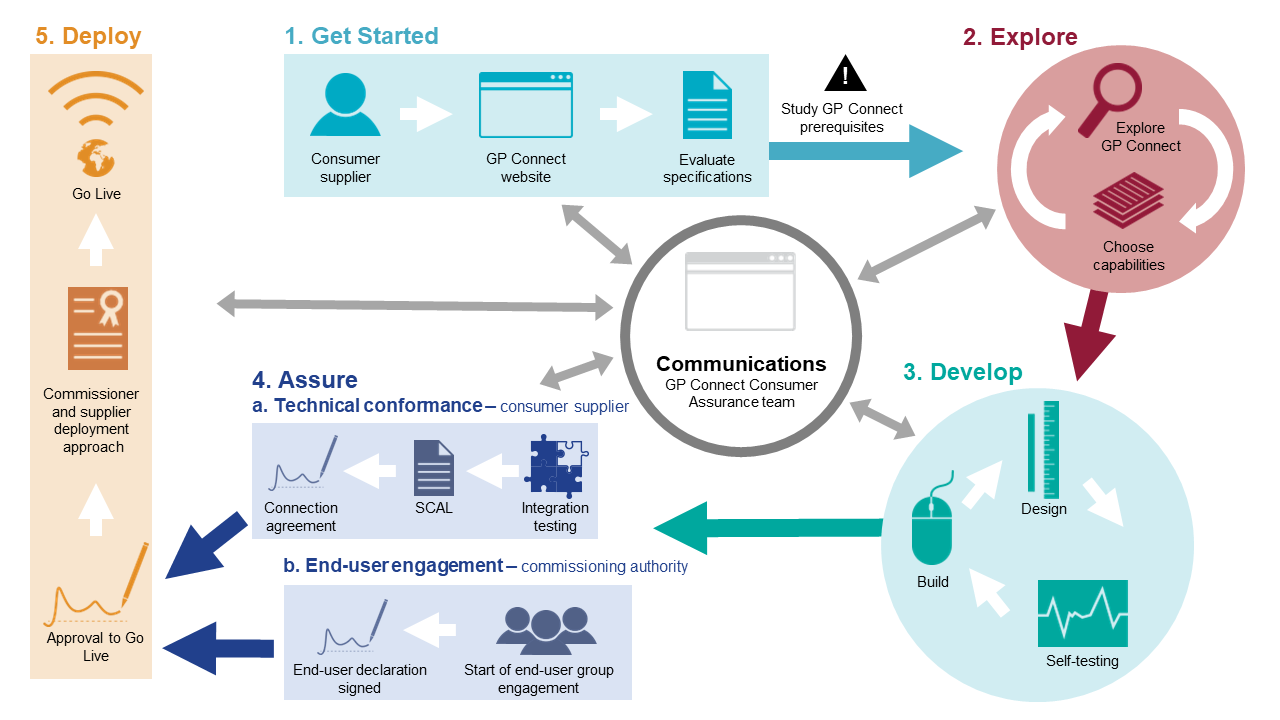 1. Get Started
Consumer
supplier
GP Connect
website
Evaluate
specifications
!
Study GP Connect
prerequisites
2. Explore
Explore
GP Connect
Choose
capabilities
3. Develop
Design
Build
Self-testing
Communications
GP Connect Consumer
Assurance team
4. Assure
a. Technical conformance – consumer supplier
Connection
agreement
SCAL
Integration
testing
b. End-user engagement – commissioning authority
End-user declaration
signed
Start of end-user group
engagement
5. Deploy
Go Live
Commissioner
and supplier
deployment
approach
Approval to Go
Live